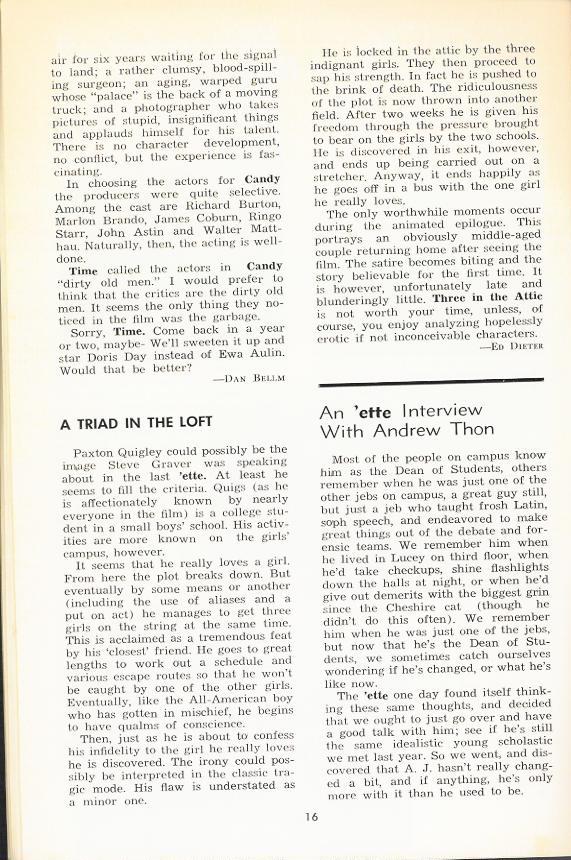 air for six years waiting for the signal
to land; a rather clumsy, blood-spill-
ing surgeon; an aging, warped guru
whose "palace" is the back of a moving
truck; and a photographer who takes
pictures of stupid, insignificant things
and applauds himself for his talent.
There is no character development,
no conflict, but the experience is fas-
cinating.
In choosing the actors for Candy
the producers were quite selective.
Among the cast are Richard Burton,
Marlon Brando, James Coburn, Ringo
Starr, John Astin and Walter Matt-
hau. Naturally, then, the acting is well-
done.
Time called the actors in Candy
"dirty old men." I would prefer to
think that the critics are the dirty old
men. It seems the only thing they no-
ticed in the film was the garbage.
Sorry, Time. Come back in a year
or two, maybe- We'll sweeten it up and
star Doris Day instead of Ewa Aulin.
Would that be better?
—DAN BELLM
A TRIAD IN THE LOFT
Paxton Quigley could possibly be the
image Steve Graver was speaking
about in the last 'ette. At least he
seems to fill the criteria. Quigs (as he
is affectionately known by nearly
everyone in the film) is a college stu-
dent in a small boys' school. His activ-
ities are more known on the girls'
campus, however.
It seems that he really loves a girl.
From here the plot breaks down. But
eventually by some means or another
(including the use of aliases and a
put on act) he manages to get three
girls on the string at the same time.
This is acclaimed as a tremendous feat
by his 'closest' friend. He goes to great
lengths to work out a schedule and
various escape routes so that he won't
be caught by one of the other girls.
Eventually, like the All-American boy
who has gotten in mischief, he begins
to have qualms of conscience.
Then, just as he is about to confess
his infidelity to the girl he really loves
he is discovered. The irony could pos-
sibly be interpreted in the classic tra-
gic mode. His flaw is understated as
a minor one.
He is locked in the attic by the three
indignant girls. They then proceed to
sap his strength. In fact he is pushed to
the brink of death. The ridiculousness
of the plot is now thrown into another
field. After two weeks he is given his
freedom through the pressure brought
to bear on the girls by the two schools.
He is discovered in his exit, however,
and ends up being carried out on a
stretcher. Anyway, it ends happily as
he goes off in a bus with the one girl
he really loves.
The only worthwhile moments occur
during the animated epilogue. This
portrays an obviously middle-aged
couple returning home after seeing the
film. The satire becomes biting and the
story believable for the first time. It
is however, unfortunately late and
blunderingly little. Three in the Attic
is not worth your time, unless, of
course, you enjoy analyzing hopelessly
erotic if not inconceivable characters.
—ED DIETER
An 'ette Interview
With Andrew Thon
Most of the people on campus know
him as the Dean of Students, others
remember when he was just one of the
other jebs on campus, a great guy still,
but just a jeb who taught frosh Latin,
soph speech, and endeavored to make
great things out of the debate and for-
ensic teams. We remember him when
he lived in Lucey on third floor, when
he'd take checkups, shine flashlights
down the halls at night, or when he'd
give out demerits with the biggest grin
since the Cheshire cat (though he
didn't do this often). We remember
him when he was just one of the jebs,
but now that he's the Dean of Stu-
dents, we sometimes catch ourselves
wondering if he's changed, or what he's
like now.
The 'ette one day found itself think-
ing these same thoughts, and decided
that we ought to just go over and have
a good talk with him; see if he's still
the same idealistic young scholastic
we met last year. So we went, and dis-
covered that A. J. hasn't really chang-
ed a bit, and if anything, he's only
more with it than he used to be.
16